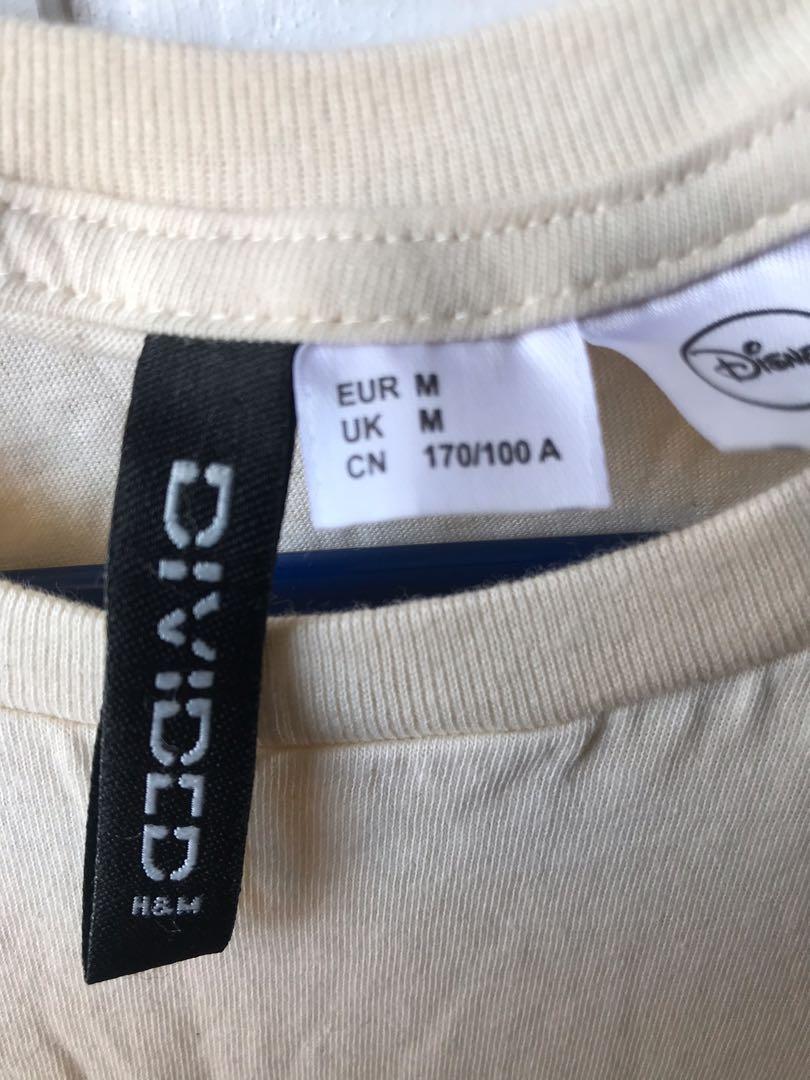 DIVIDED
H&M
EUR M
UK M
CN 170/100 A